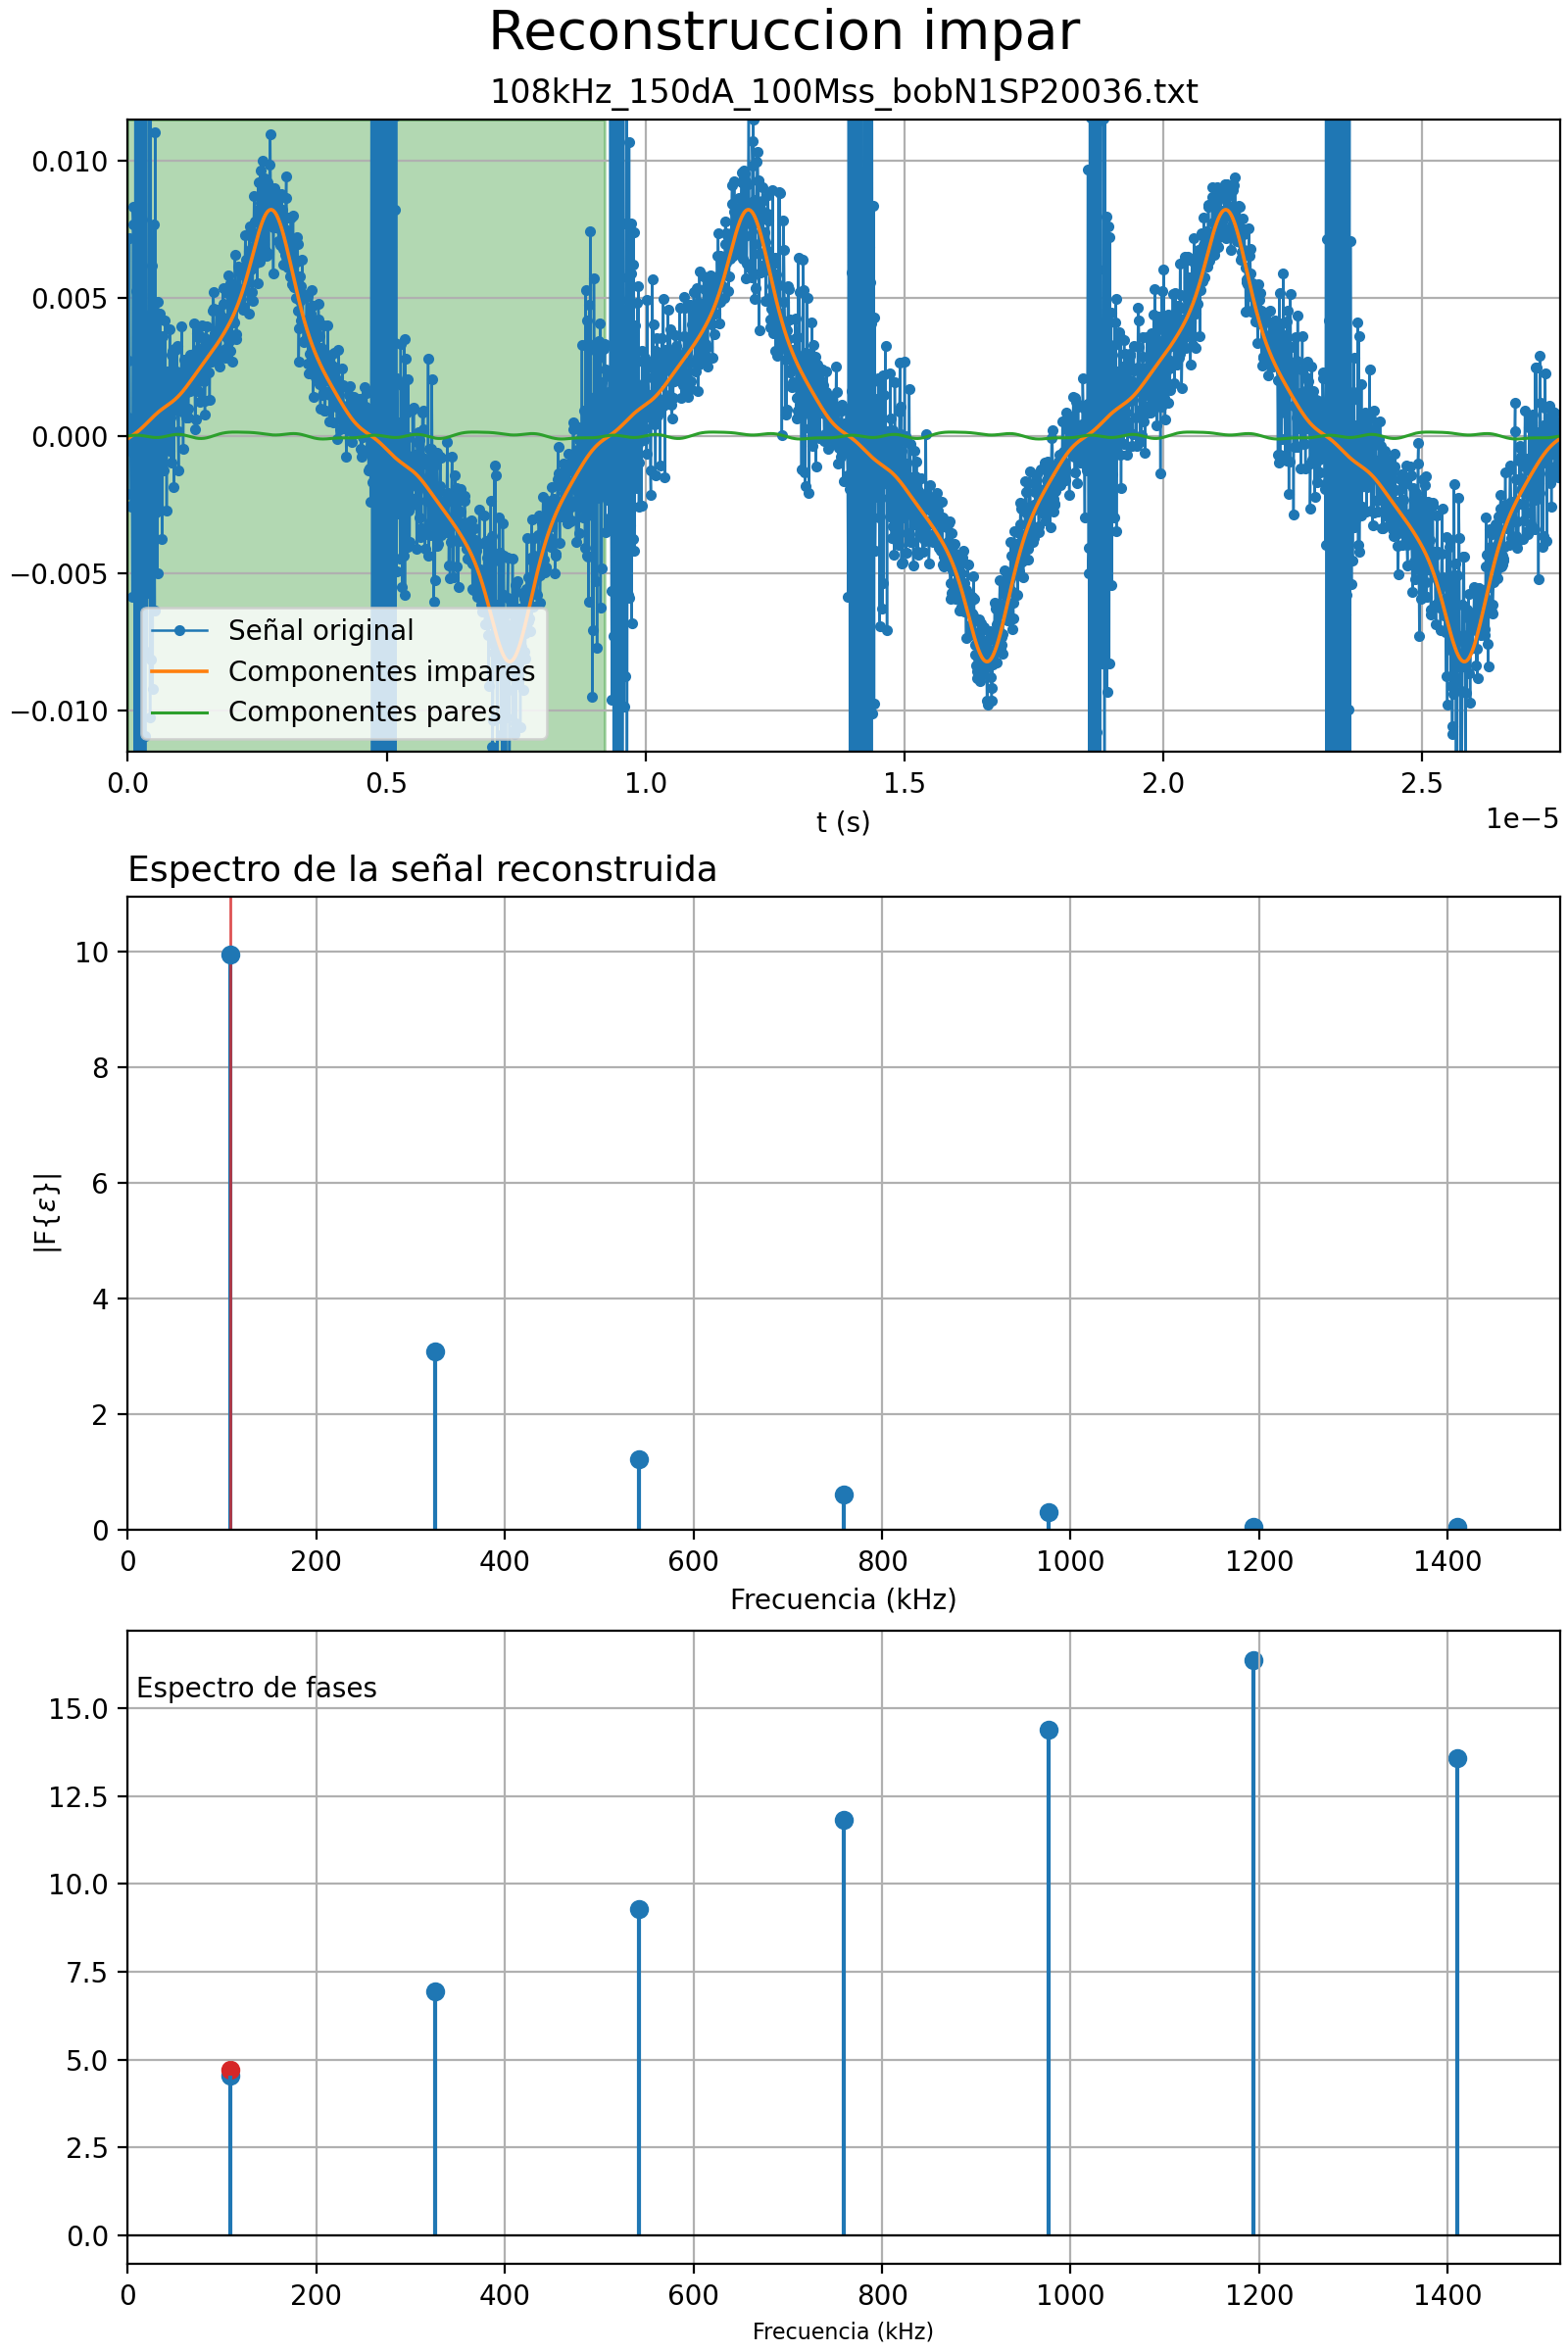 Reconstruccion impar
108kHz_150dA_100Mss_bobN1SP20036.txt
0.010
0.005
0.000
−0.005
−0.010
Señal original
Componentes impares
Componentes pares
0.0 0.5 1.0 1.5 2.0 2.5
1e−5
t (s)
Espectro de la señal reconstruida
10
8
6
4
2
0
|F{ε}|
0 200 400 600 800 1000 1200 1400
Frecuencia (kHz)
Espectro de fases
15.0
12.5
10.0
7.5
5.0
2.5
0.0
0 200 400 600 800 1000 1200 1400
Frecuencia (kHz)